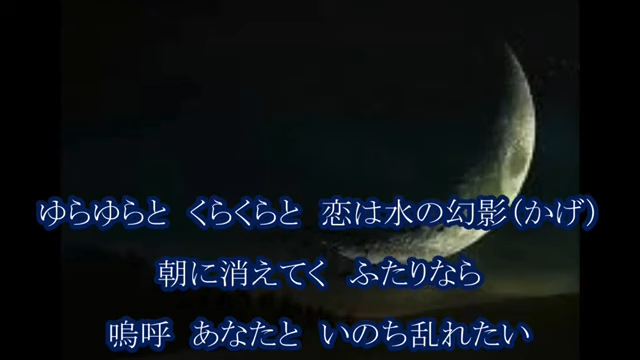 ゆらゆらと　くらくらと　恋は水の幻影（かげ）
朝に消えてく　ふたりなら
嗚呼　あなたと　いのち乱れたい